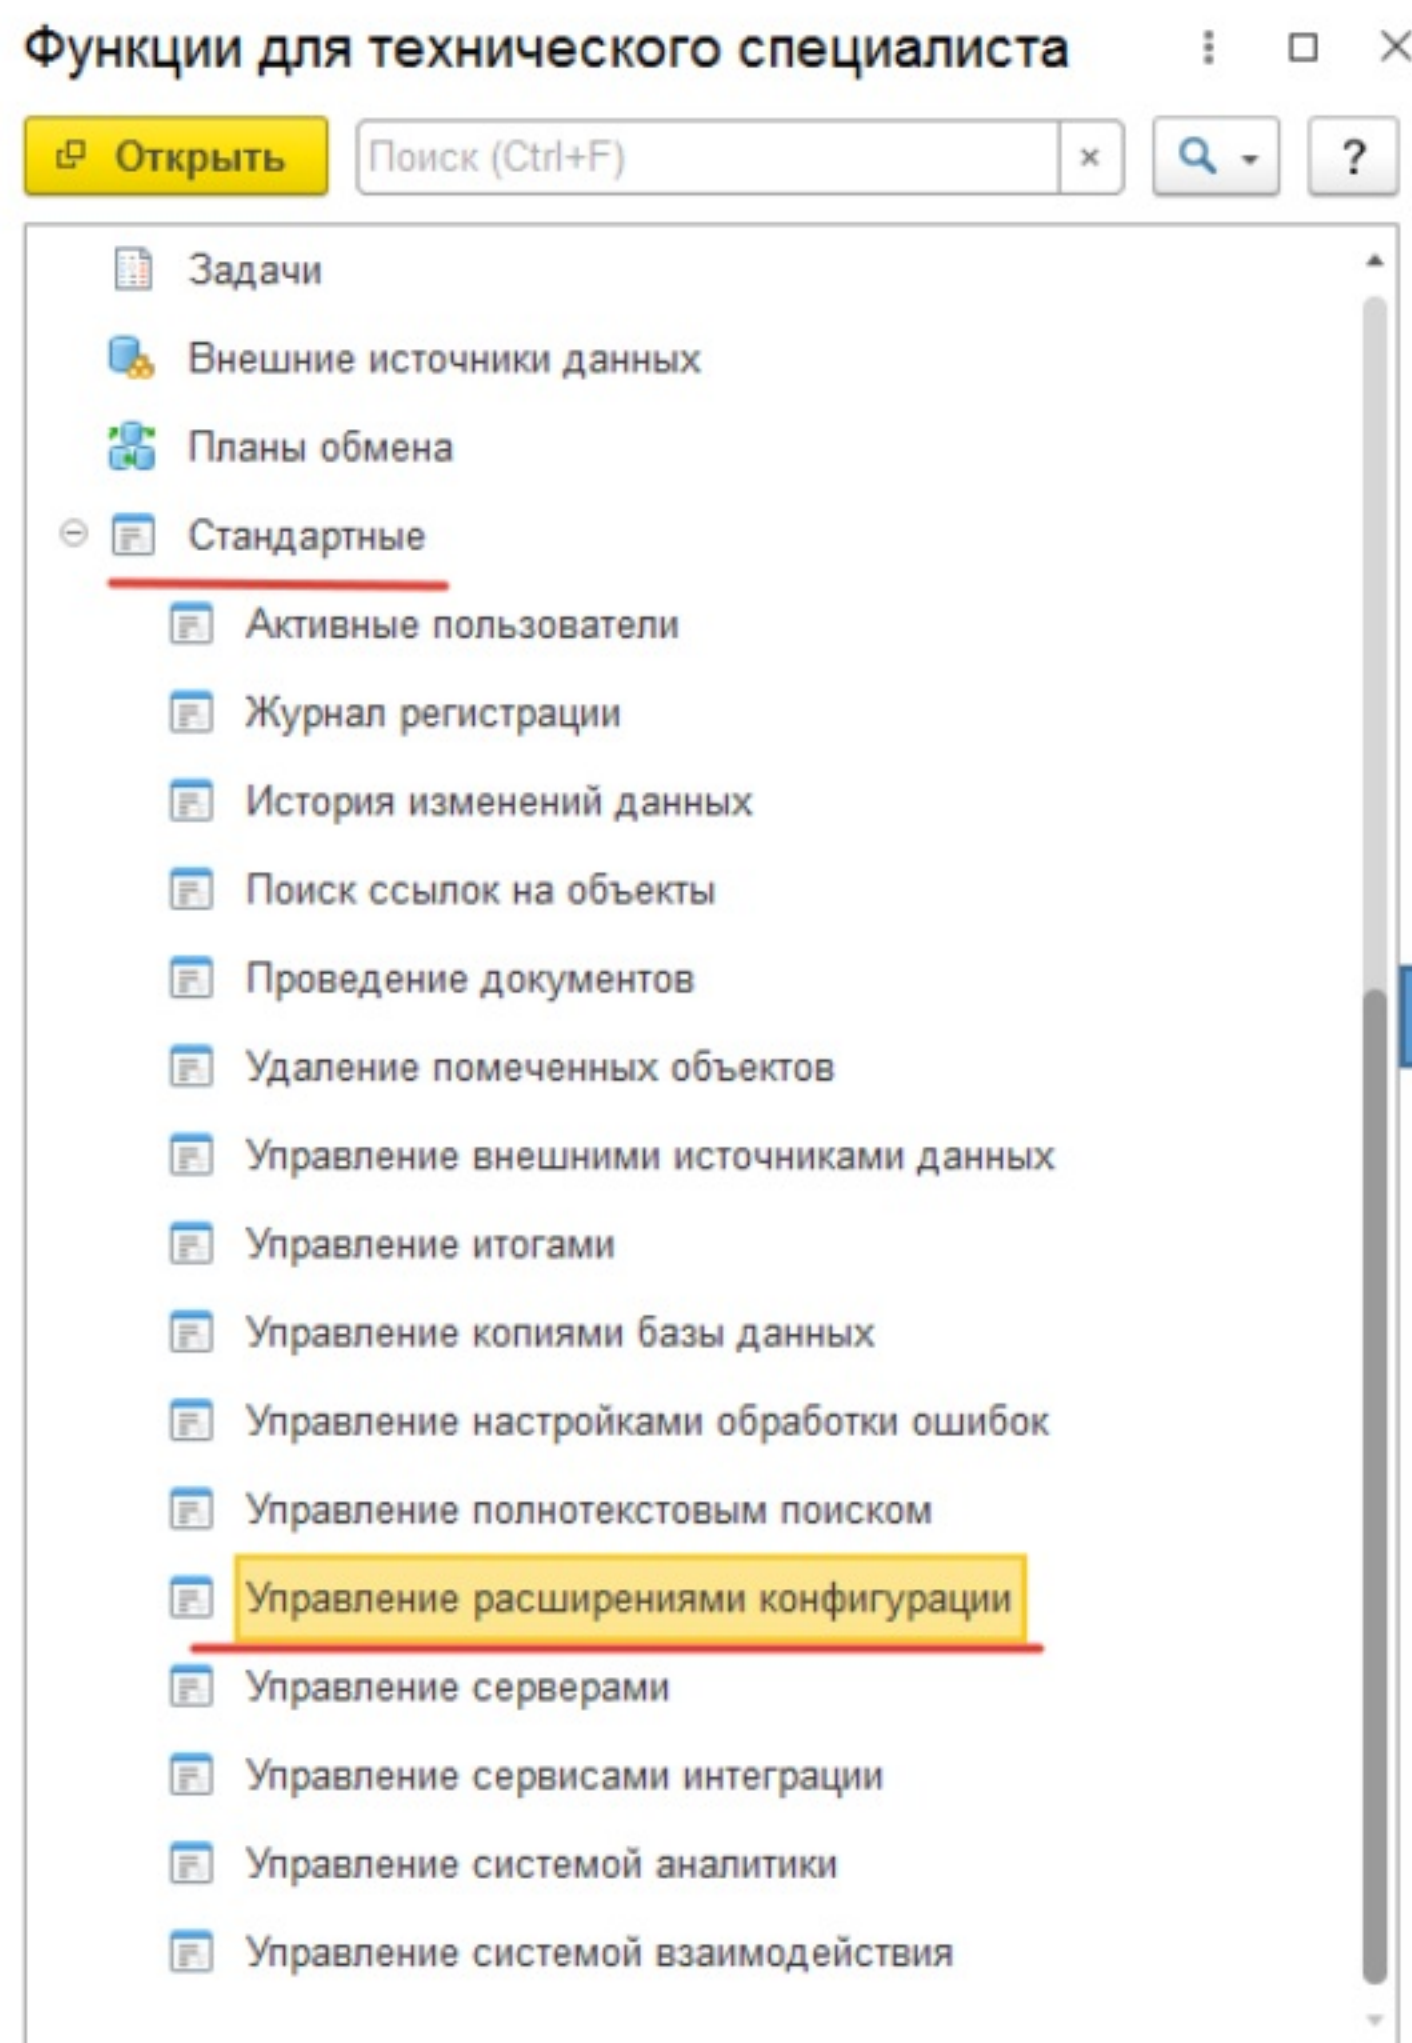 Функции для технического специалиста
Открыть
Поиск (Ctrl+F)
×
?
Задачи
Внешние источники данных
Планы обмена
Стандартные
Активные пользователи
Журнал регистрации
История изменений данных
Поиск ссылок на объекты
Проведение документов
Удаление помеченных объектов
Управление внешними источниками данных
Управление итогами
Управление копиями базы данных
Управление настройками обработки ошибок
Управление полнотекстовым поиском
Управление расширениями конфигурации
Управление серверами
Управление сервисами интеграции
Управление системой аналитики
Управление системой взаимодействия